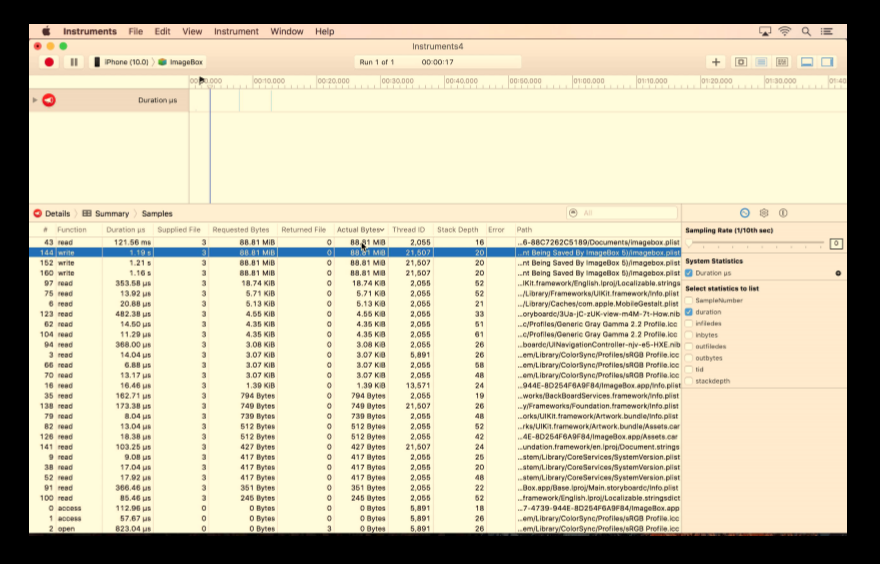 Instruments File Edit View Instrument Window Help
Instruments4
iPhone (10.0) ImageBox Run 1 of 1 00:00:17
00:00.000 00:10.000 00:20.000 00:30.000 00:40.000 00:50.000 01:00.000 01:10.000 01:20.000 01:30.000 01:40
Duration µs
Details Summary Samples All
# Function Duration µs Supplied File Requested Bytes Returned File Actual Bytes Thread ID Stack Depth Error Path
43 read 121.56 ms 3 88.81 MiB 0 88.81 MiB 2,055 16 ...6-88C7262C5189/Documents/imagebox.plist
144 write 1.19 s 3 88.81 MiB 0 88.81 MiB 21,507 20 ...nt Being Saved By ImageBox 5)/imagebox.plist
152 write 1.21 s 3 88.81 MiB 0 88.81 MiB 21,507 20 ...nt Being Saved By ImageBox 5)/imagebox.plist
160 write 1.16 s 3 88.81 MiB 0 88.81 MiB 21,507 20 ...nt Being Saved By ImageBox 5)/imagebox.plist
97 read 353.58 µs 3 18.74 KiB 0 18.74 KiB 2,055 52 ...IKit.framework/English.lproj/Localizable.strings
75 read 13.92 µs 3 5.71 KiB 0 5.71 KiB 2,055 52 .../Library/Frameworks/UIKit.framework/Info.plist
6 read 20.88 µs 3 5.13 KiB 0 5.13 KiB 2,055 21 .../Library/Caches/com.apple.MobileGestalt.plist
123 read 482.38 µs 3 4.55 KiB 0 4.55 KiB 2,055 33 ...oryboardc/3Ua-jC-zUK-view-m4M-7t-How.nib
62 read 14.50 µs 3 4.35 KiB 0 4.35 KiB 2,055 51 ...c/Profiles/Generic Gray Gamma 2.2 Profile.icc
104 read 11.29 µs 3 4.35 KiB 0 4.35 KiB 2,055 61 ...c/Profiles/Generic Gray Gamma 2.2 Profile.icc
94 read 368.00 µs 3 3.08 KiB 0 3.08 KiB 2,055 26 ...boardc/UINavigationController-njv-e5-HXE.nib
3 read 14.04 µs 3 3.07 KiB 0 3.07 KiB 5,891 26 ...em/Library/ColorSync/Profiles/sRGB Profile.icc
66 read 6.88 µs 3 3.07 KiB 0 3.07 KiB 2,055 58 ...em/Library/ColorSync/Profiles/sRGB Profile.icc
70 read 13.17 µs 3 3.07 KiB 0 3.07 KiB 2,055 48 ...em/Library/ColorSync/Profiles/sRGB Profile.icc
16 read 16.46 µs 3 1.39 KiB 0 1.39 KiB 13,571 24 ...944E-8D254F6A9F84/ImageBox.app/Info.plist
35 read 162.71 µs 3 794 Bytes 0 794 Bytes 2,055 19 ...works/BackBoardServices.framework/Info.plist
138 read 173.38 µs 3 749 Bytes 0 749 Bytes 21,507 26 ...y/Frameworks/Foundation.framework/Info.plist
79 read 8.04 µs 3 739 Bytes 0 739 Bytes 2,055 48 ...orks/UIKit.framework/Artwork.bundle/Info.plist
82 read 13.04 µs 3 512 Bytes 0 512 Bytes 2,055 52 ...rks/UIKit.framework/Artwork.bundle/Assets.car
126 read 18.38 µs 3 512 Bytes 0 512 Bytes 2,055 42 ...4E-8D254F6A9F84/ImageBox.app/Assets.car
141 read 103.25 µs 3 427 Bytes 0 427 Bytes 21,507 24 ...undation.framework/en.lproj/Document.strings
9 read 9.08 µs 3 417 Bytes 0 417 Bytes 2,055 25 ...stem/Library/CoreServices/SystemVersion.plist
38 read 17.04 µs 3 417 Bytes 0 417 Bytes 2,055 20 ...stem/Library/CoreServices/SystemVersion.plist
52 read 17.92 µs 3 417 Bytes 0 417 Bytes 2,055 48 ...stem/Library/CoreServices/SystemVersion.plist
91 read 366.46 µs 3 351 Bytes 0 351 Bytes 2,055 22 ...Box.app/Base.lproj/Main.storyboardc/Info.plist
100 read 85.46 µs 3 245 Bytes 0 245 Bytes 2,055 52 ...framework/English.lproj/Localizable.stringsdict
0 access 112.96 µs 0 0 Bytes 0 0 Bytes 5,891 18 ...7-4739-944E-8D254F6A9F84/ImageBox.app
1 access 57.67 µs 0 0 Bytes 0 0 Bytes 5,891 26 ...em/Library/ColorSync/Profiles/sRGB Profile.icc
2 open 823.04 µs 0 0 Bytes 3 0 Bytes 5,891 26 ...em/Library/ColorSync/Profiles/sRGB Profile.icc
Sampling Rate (1/10th sec)
0
System Statistics
Duration µs
Select statistics to list
SampleNumber
duration
infiledes
inbytes
outfiledes
outbytes
tid
stackdepth